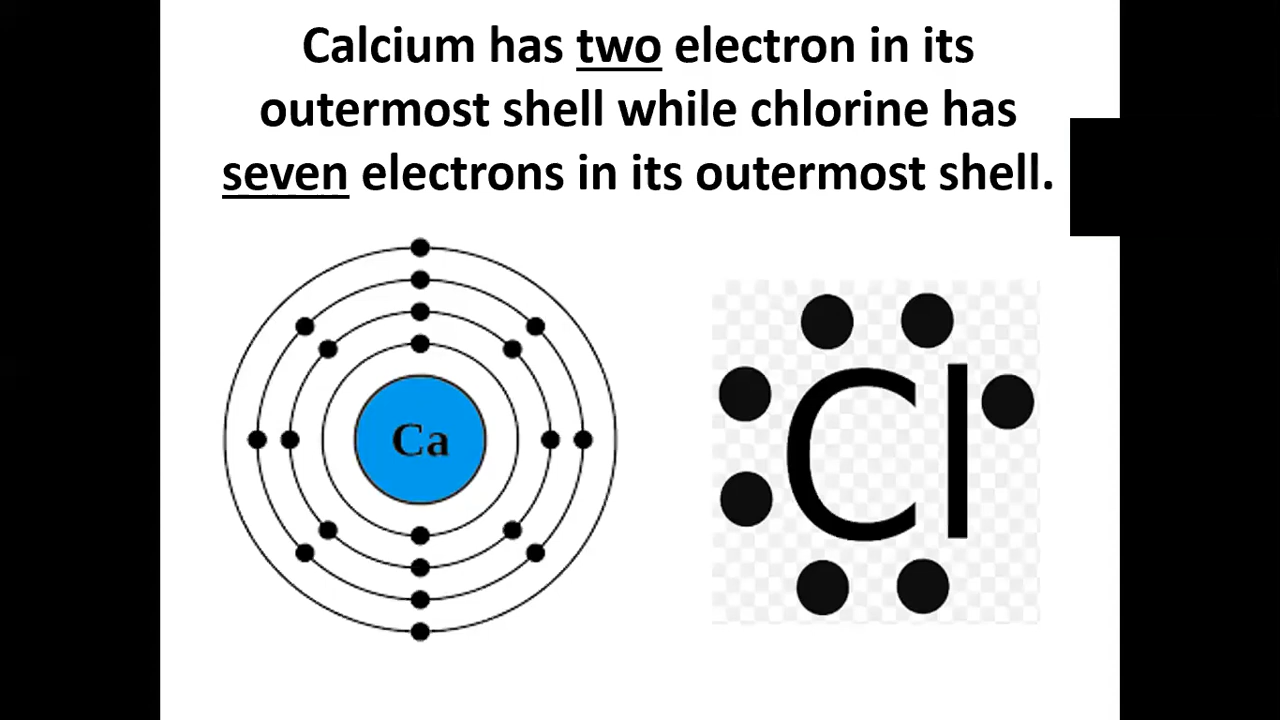 Calcium has two electron in its
outermost shell while chlorine has
seven electrons in its outermost shell.
Ca
Cl